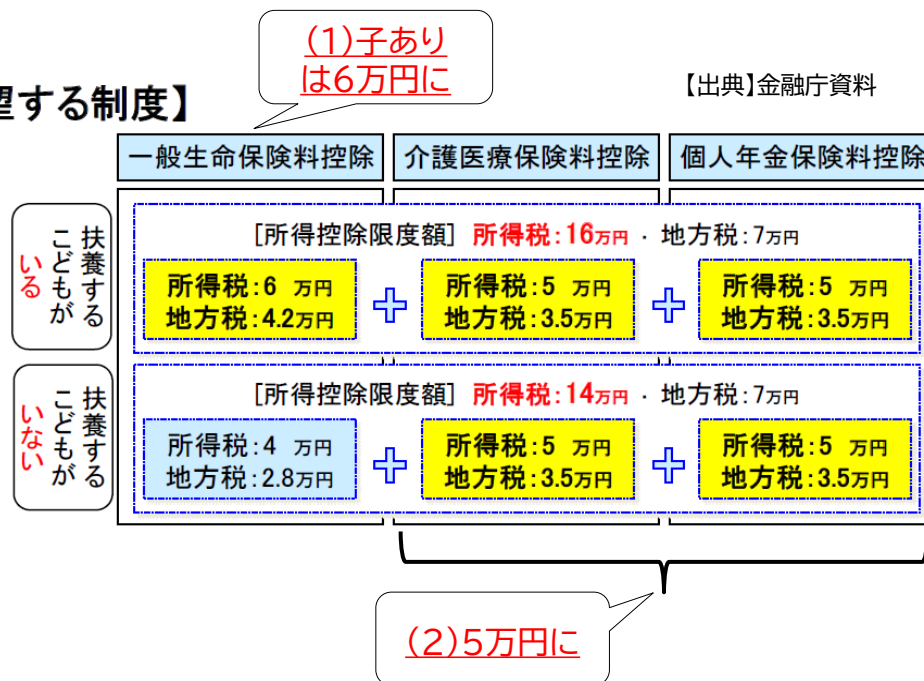 (1)子あり
は6万円に
望する制度】
【出典】金融庁資料
一般生命保険料控除
介護医療保険料控除
個人年金保険料控除
扶養する
こどもが
いる
[所得控除限度額] 所得税:16万円 ・ 地方税:7万円
所得税:6 万円
地方税:4.2万円
+
所得税:5 万円
地方税:3.5万円
+
所得税:5 万円
地方税:3.5万円
扶養する
こどもが
いない
[所得控除限度額] 所得税:14万円 ・ 地方税:7万円
所得税:4 万円
地方税:2.8万円
+
所得税:5 万円
地方税:3.5万円
+
所得税:5 万円
地方税:3.5万円
(2)5万円に